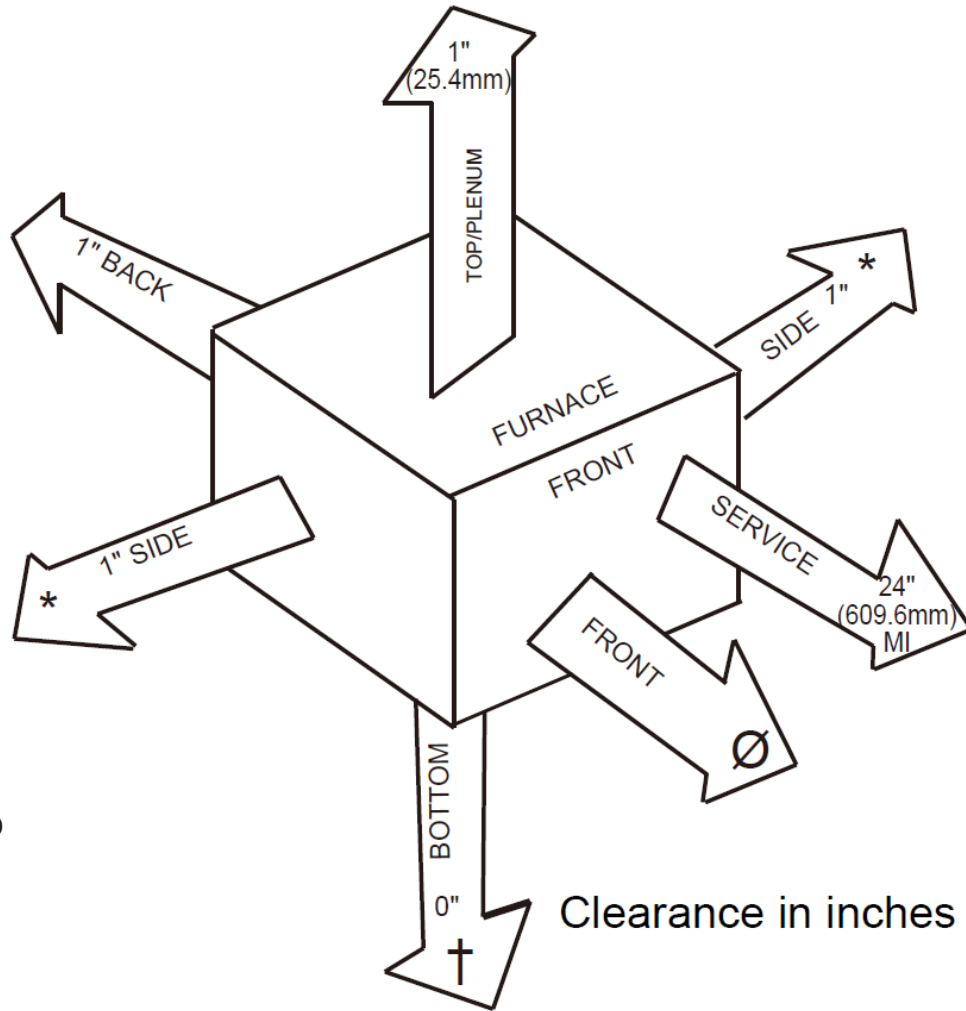 1"
(25.4mm)
TOP/PLENUM
1" BACK
SIDE 1" *
FURNACE
FRONT
1" SIDE
*
SERVICE
24"
(609.6mm)
MI
FRONT
Ø
BOTTOM
0"
†
Clearance in inches